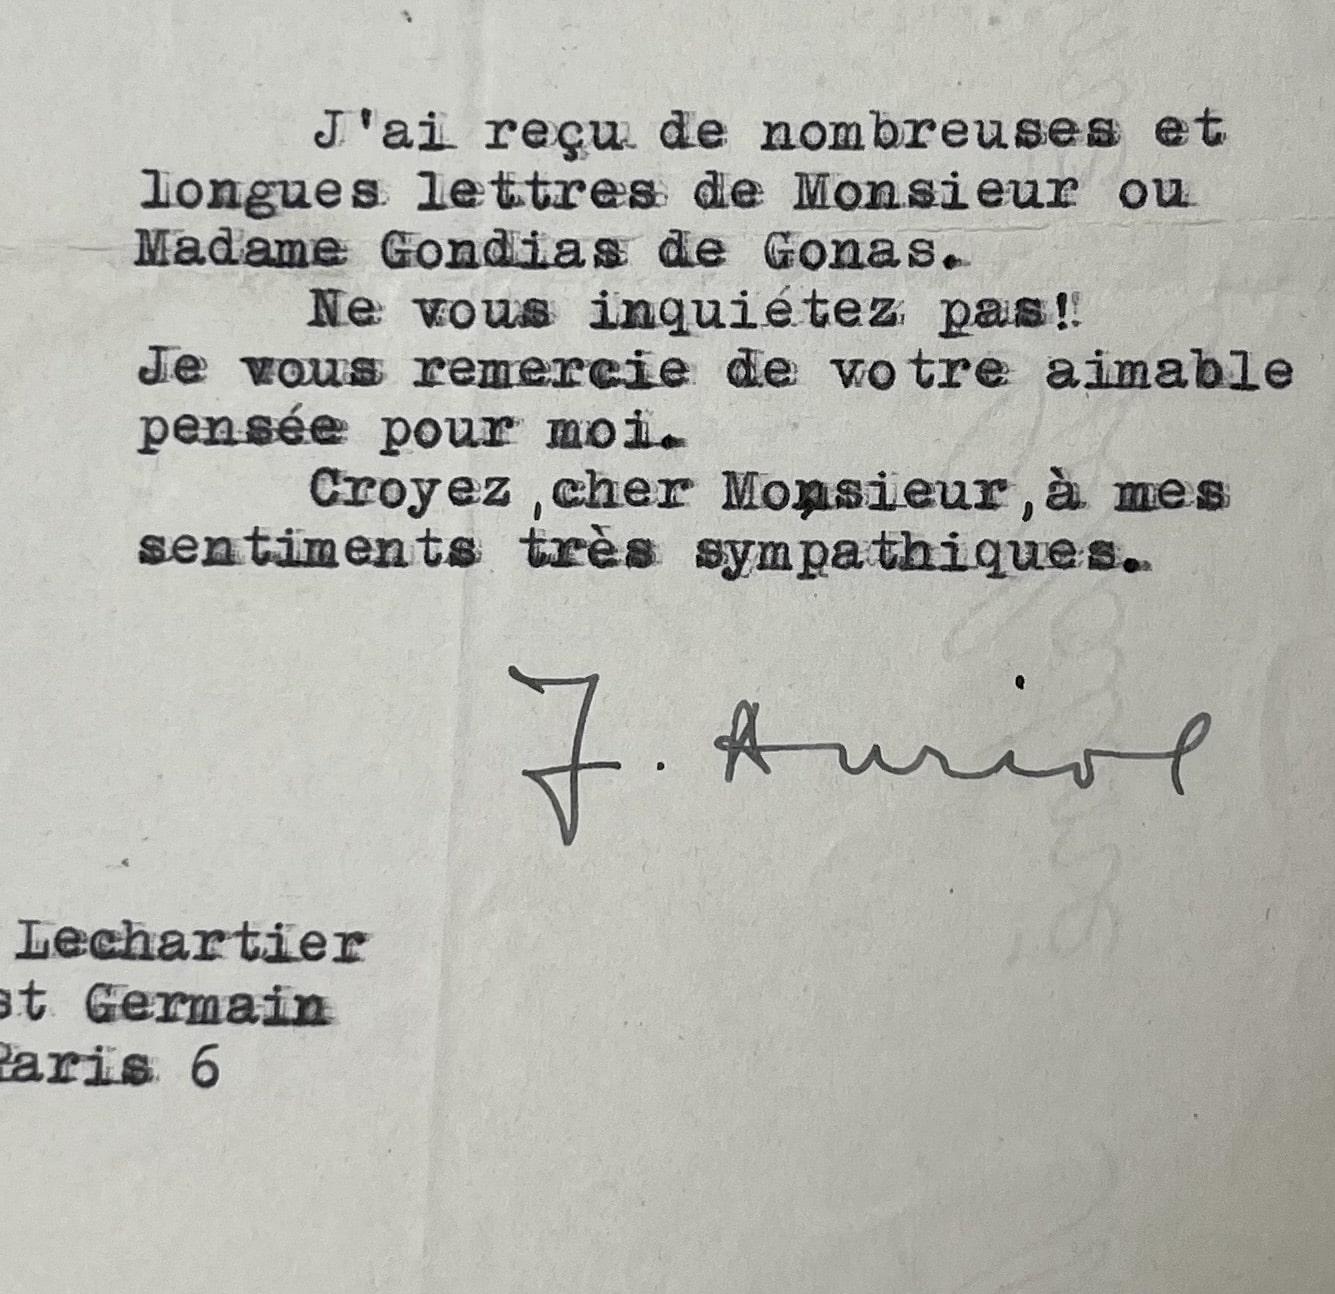 J'ai reçu de nombreuses et
longues lettres de Monsieur ou
Madame Gondias de Gonas.
Ne vous inquiétez pas!
Je vous remercie de votre aimable
pensée pour moi.
Croyez ,cher Monsieur,à mes
sentiments très sympathiques.
J. Auriol
Lechartier
st Germain
Paris 6